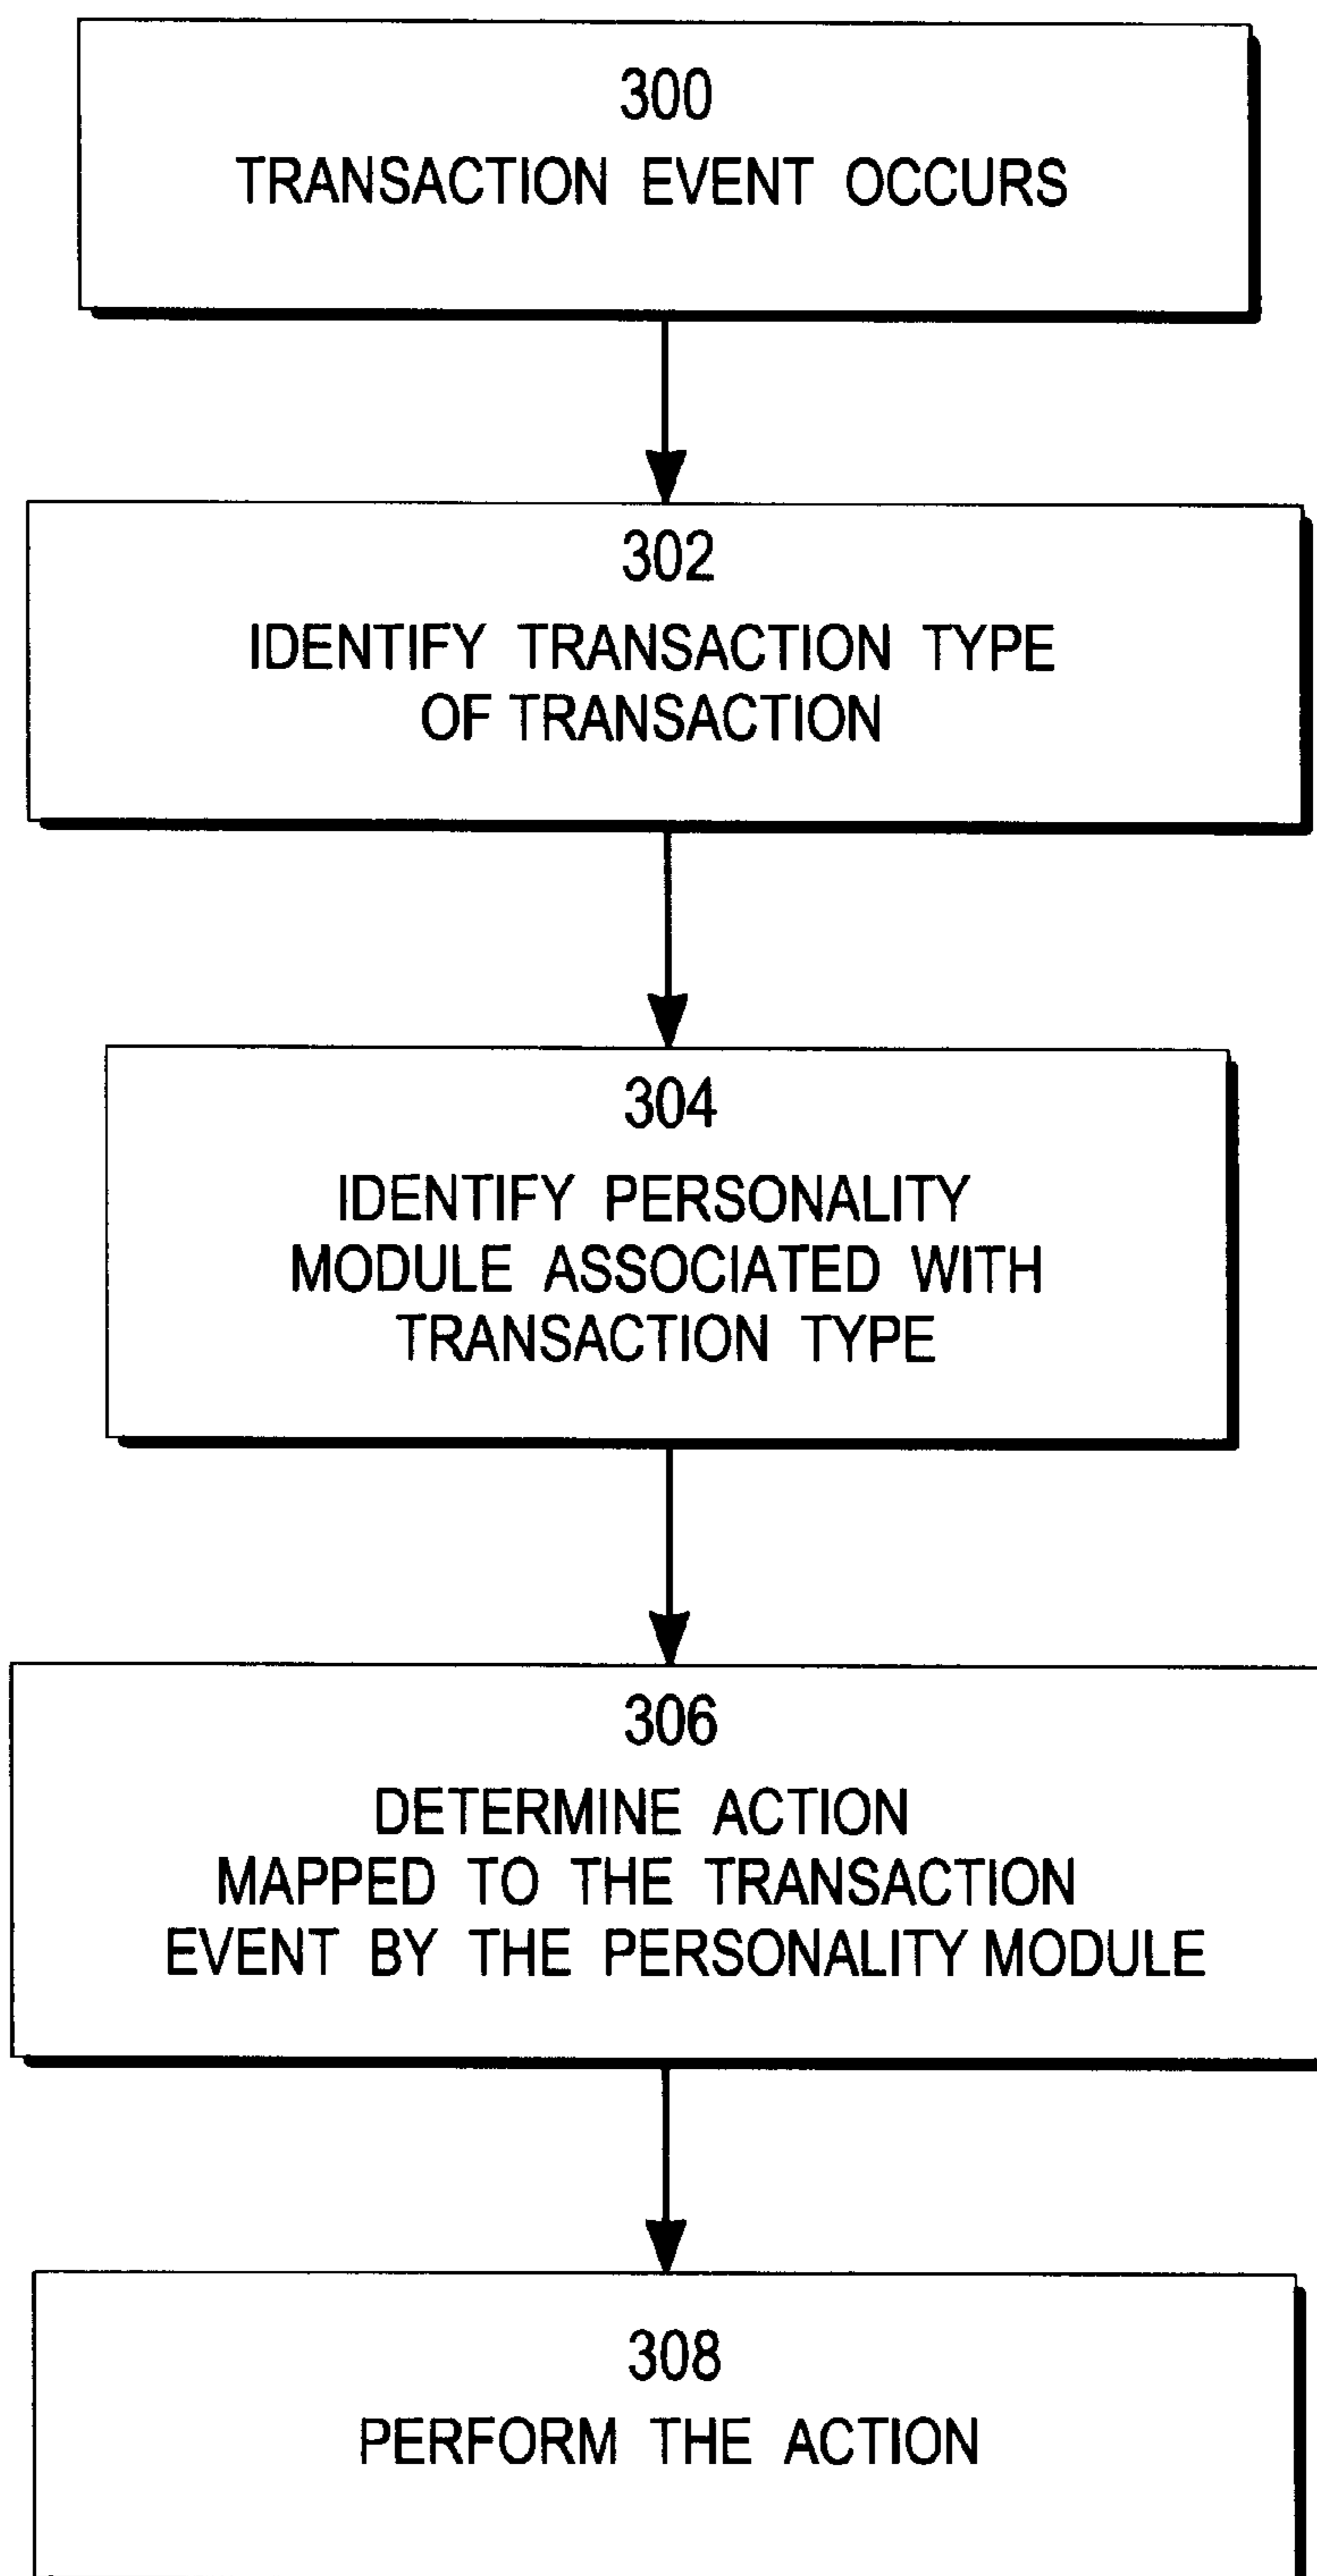 300
TRANSACTION EVENT OCCURS
302
IDENTIFY TRANSACTION TYPE
OF TRANSACTION
304
IDENTIFY PERSONALITY
MODULE ASSOCIATED WITH
TRANSACTION TYPE
306
DETERMINE ACTION
MAPPED TO THE TRANSACTION
EVENT BY THE PERSONALITY MODULE
308
PERFORM THE ACTION